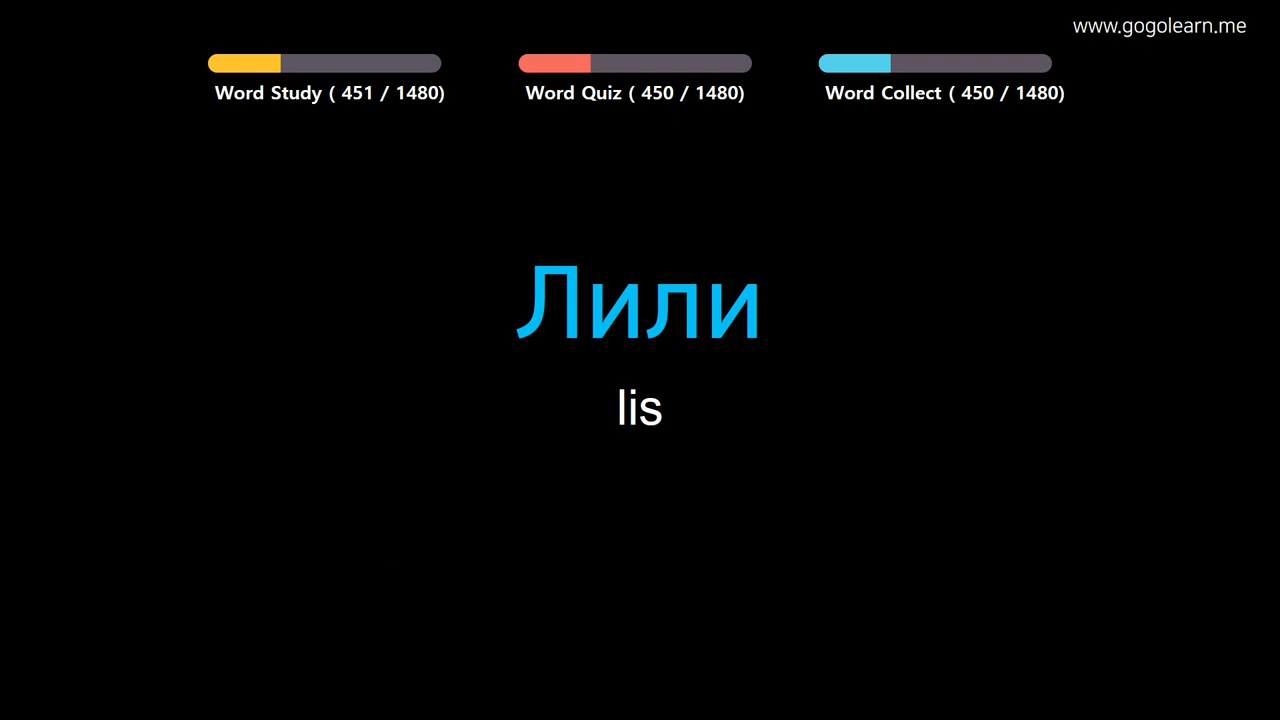 www.gogolearn.me
Word Study ( 451 / 1480)
Word Quiz ( 450 / 1480)
Word Collect ( 450 / 1480)
Лили
lis